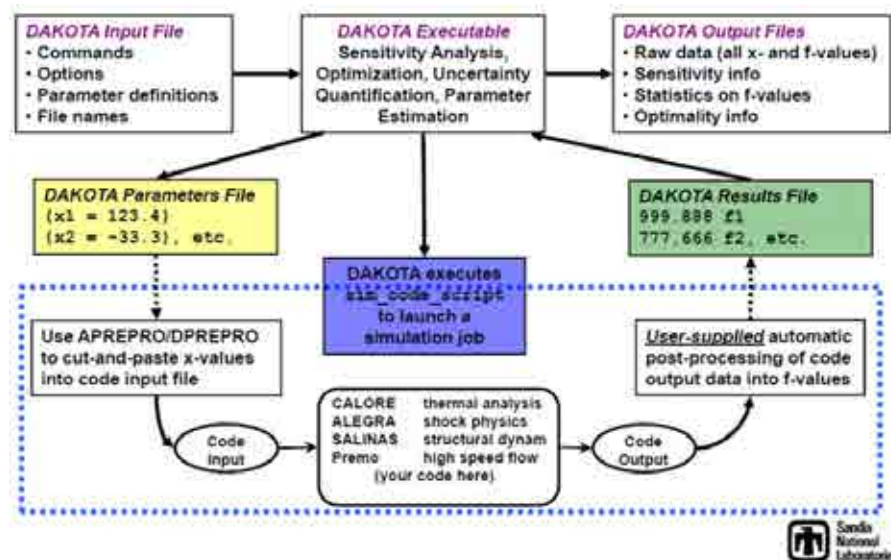 DAKOTA Input File
• Commands
• Options
• Parameter definitions
• File names
DAKOTA Executable
Sensitivity Analysis,
Optimization, Uncertainty
Quantification, Parameter
Estimation
DAKOTA Output Files
• Raw data (all x- and f-values)
• Sensitivity info
• Statistics on f-values
• Optimality info
DAKOTA Parameters File
(x1 = 123.4)
(x2 = -33.3), etc.
DAKOTA Results File
999.888 f1
777.666 f2, etc.
DAKOTA executes
sim_code_script
to launch a
simulation job
Use APREPRO/DPREPRO
to cut-and-paste x-values
into code input file
User-supplied automatic
post-processing of code
output data into f-values
Code
Input
CALORE thermal analysis
ALEGRA shock physics
SALINAS structural dynam
Premo high speed flow
(your code here)
Code
Output
Sandia
National
Laboratories